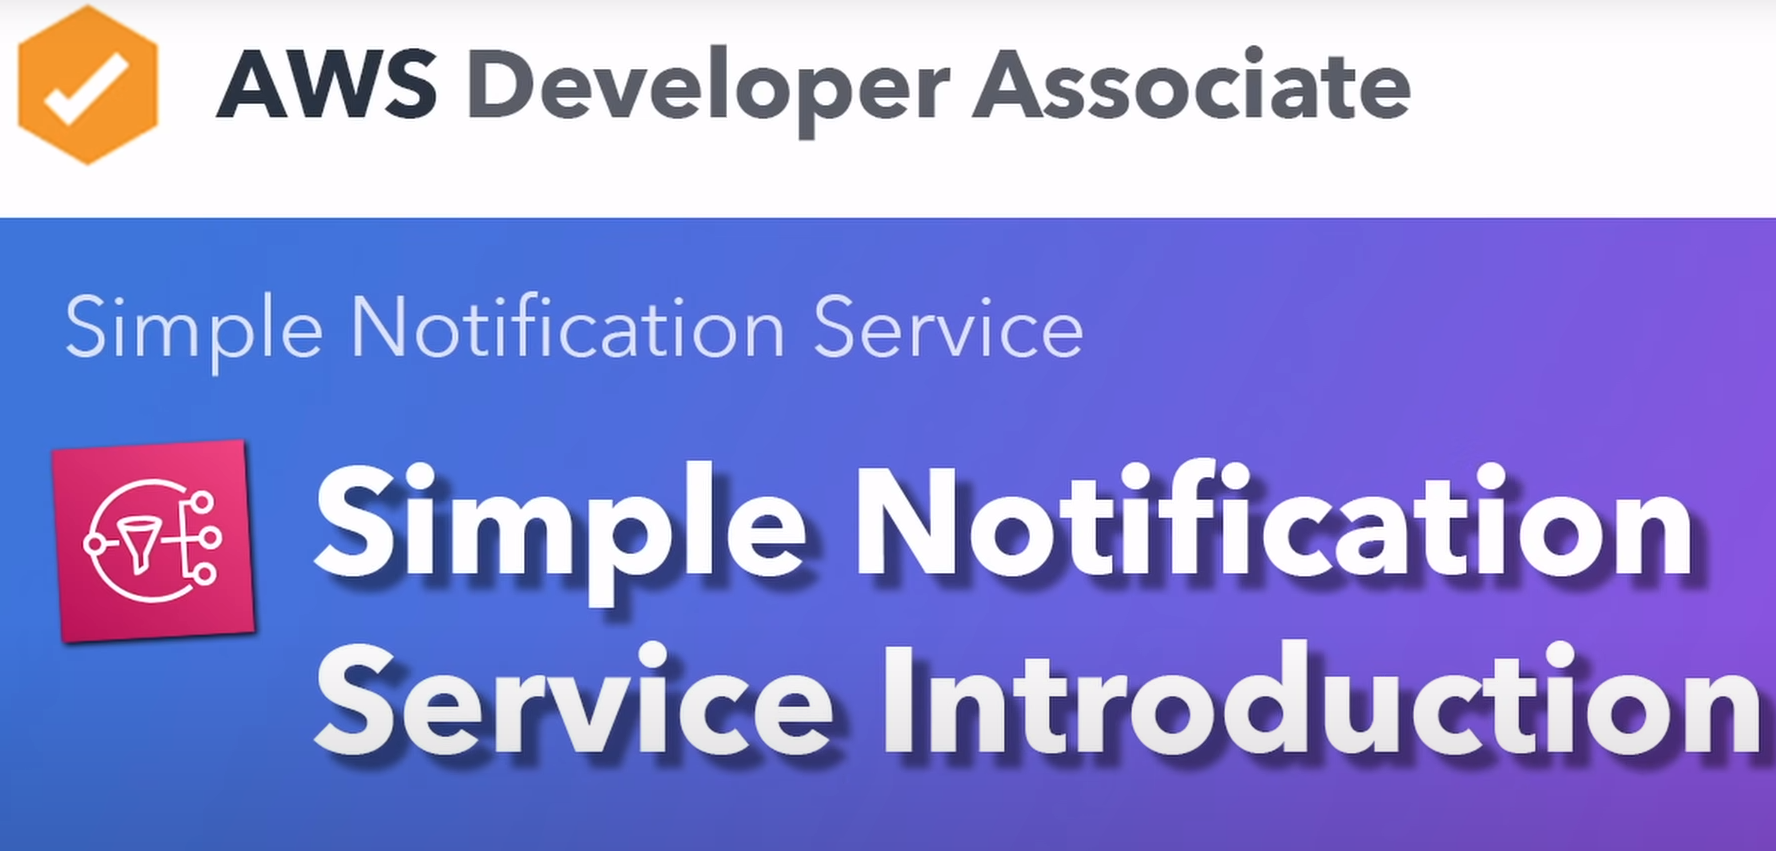 AWS Developer Associate
Simple Notification Service
Simple Notification
Service Introduction